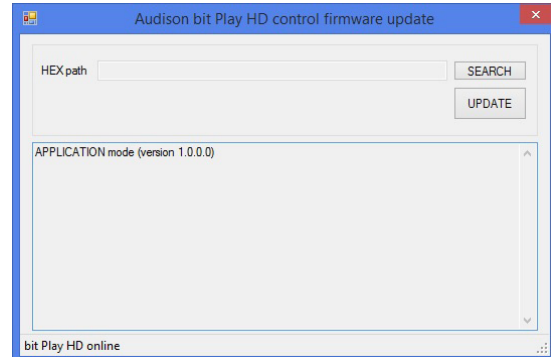 Audison bit Play HD control firmware update
HEX path
SEARCH
UPDATE
APPLICATION mode (version 1.0.0.0)
bit Play HD online